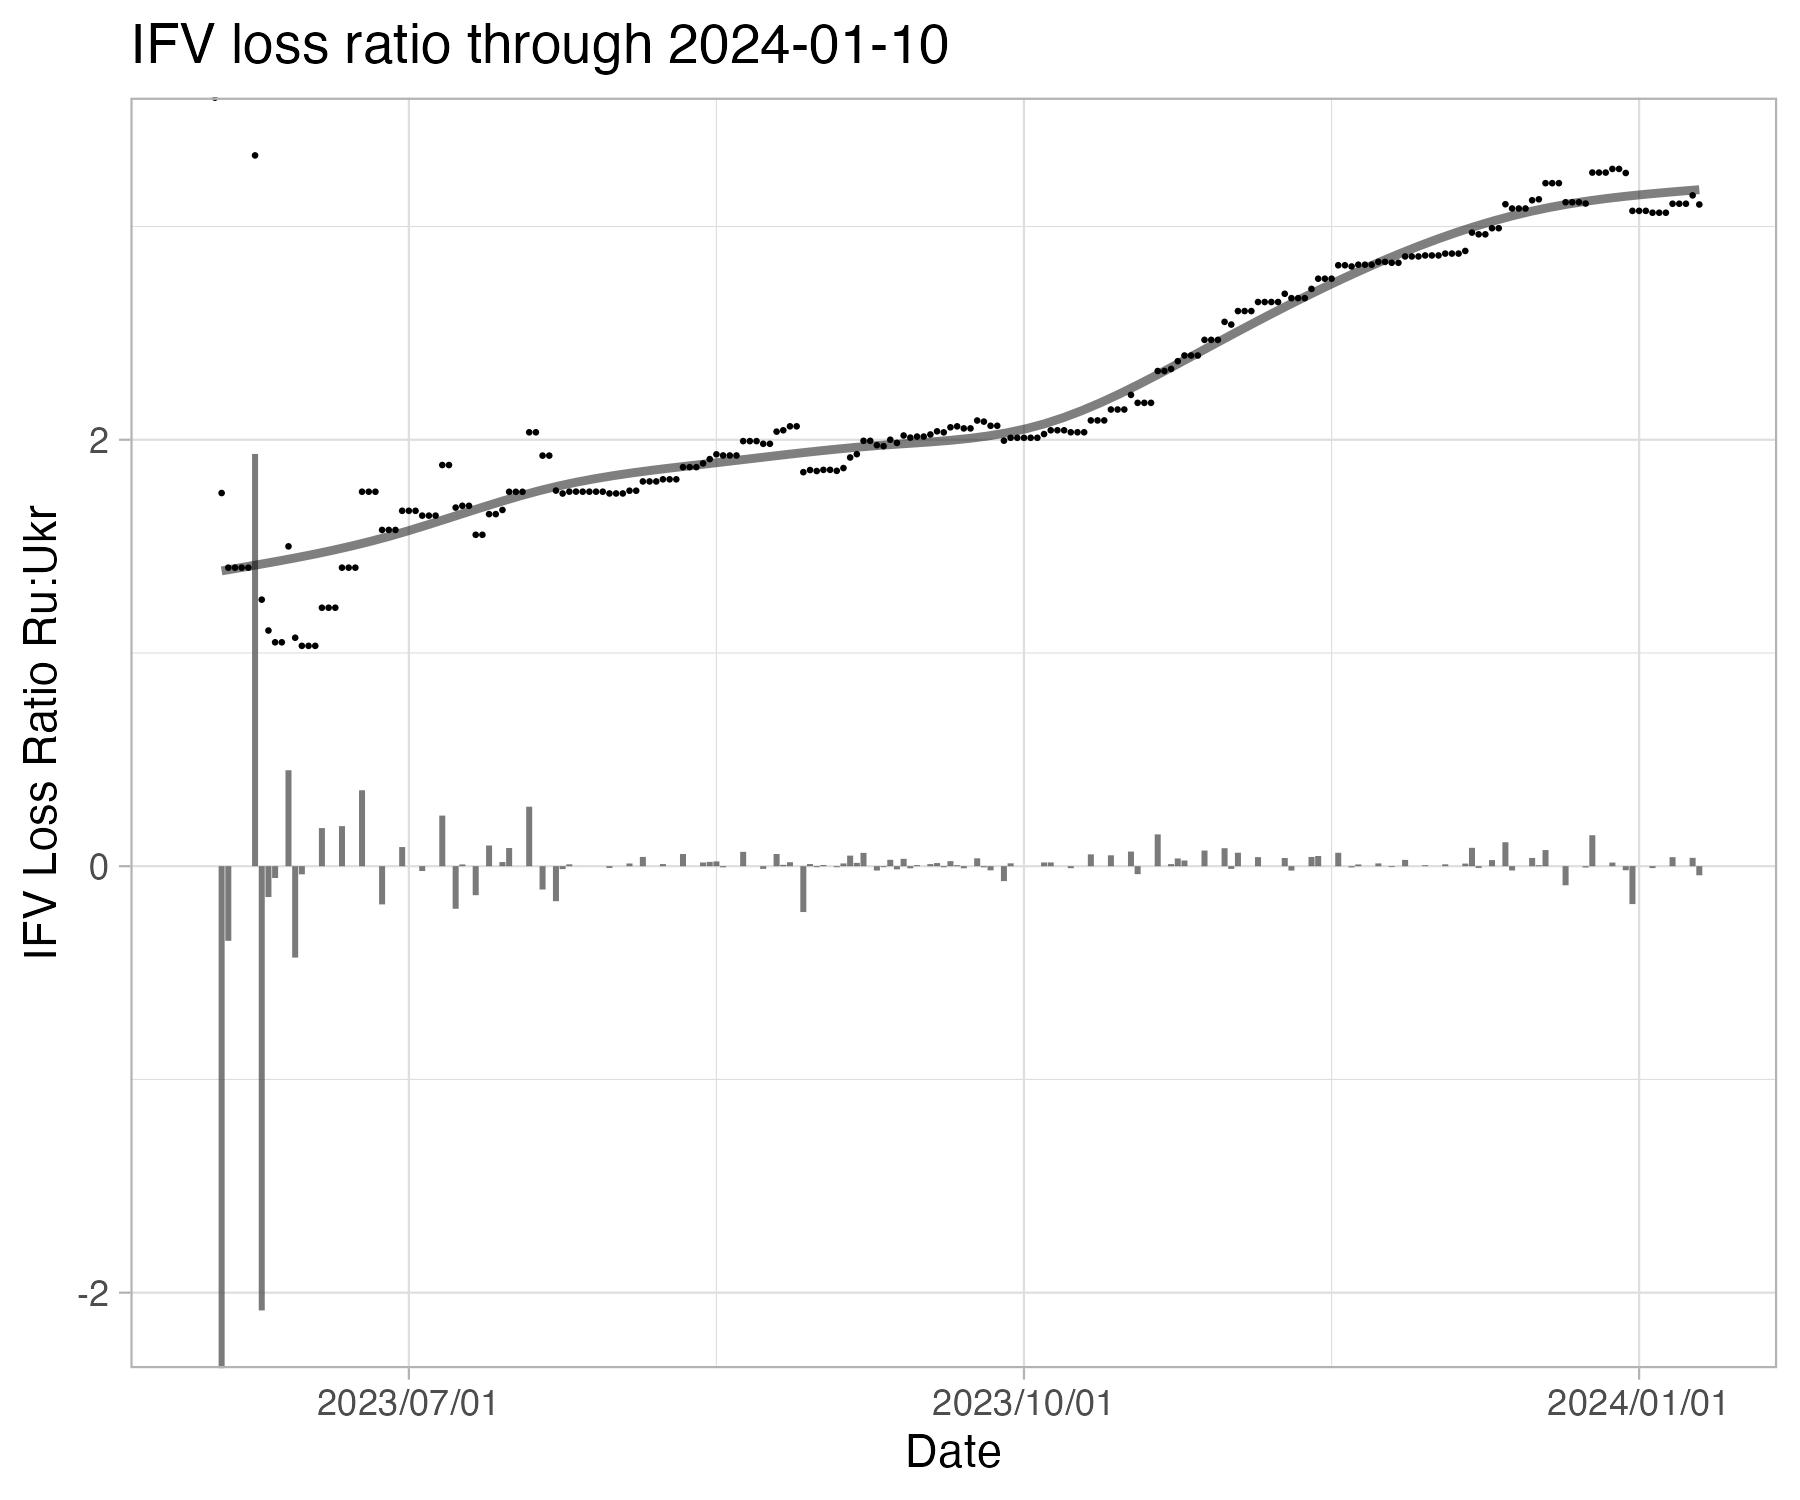 IFV loss ratio through 2024-01-10
IFV Loss Ratio Ru:Ukr
2
0
-2
2023/07/01
2023/10/01
2024/01/01
Date